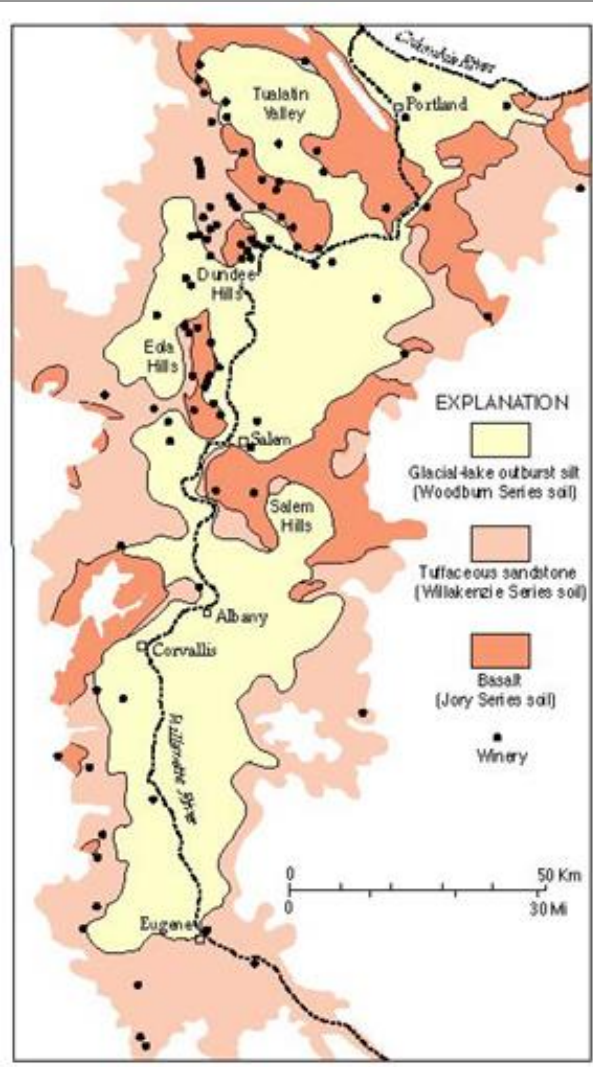 Columbia River
Portland
Tualatin
Valley
Dundee
Hills
Eola
Hills
Salem
Salem
Hills
Albany
Corvallis
Willamette River
Eugene
EXPLANATION
Glacial-lake outburst silt
(Woodburn Series soil)
Tuffaceous sandstone
(Willakenzie Series soil)
Basalt
(Jory Series soil)
Winery
0 50 Km
0 30 Mi